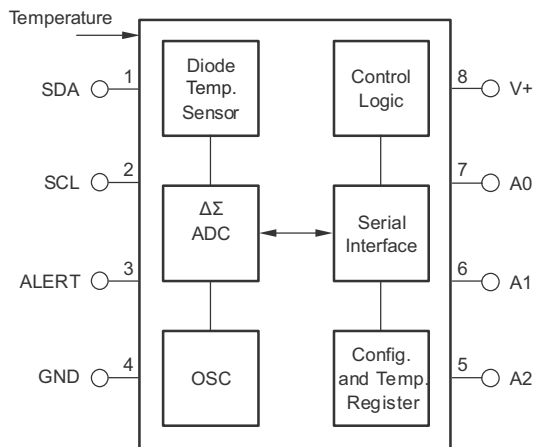 Temperature
1
SDA
2
SCL
3
ALERT
4
GND
Diode
Temp.
Sensor
ΔΣ
ADC
OSC
Control
Logic
Serial
Interface
Config.
and Temp.
Register
8
V+
7
A0
6
A1
5
A2